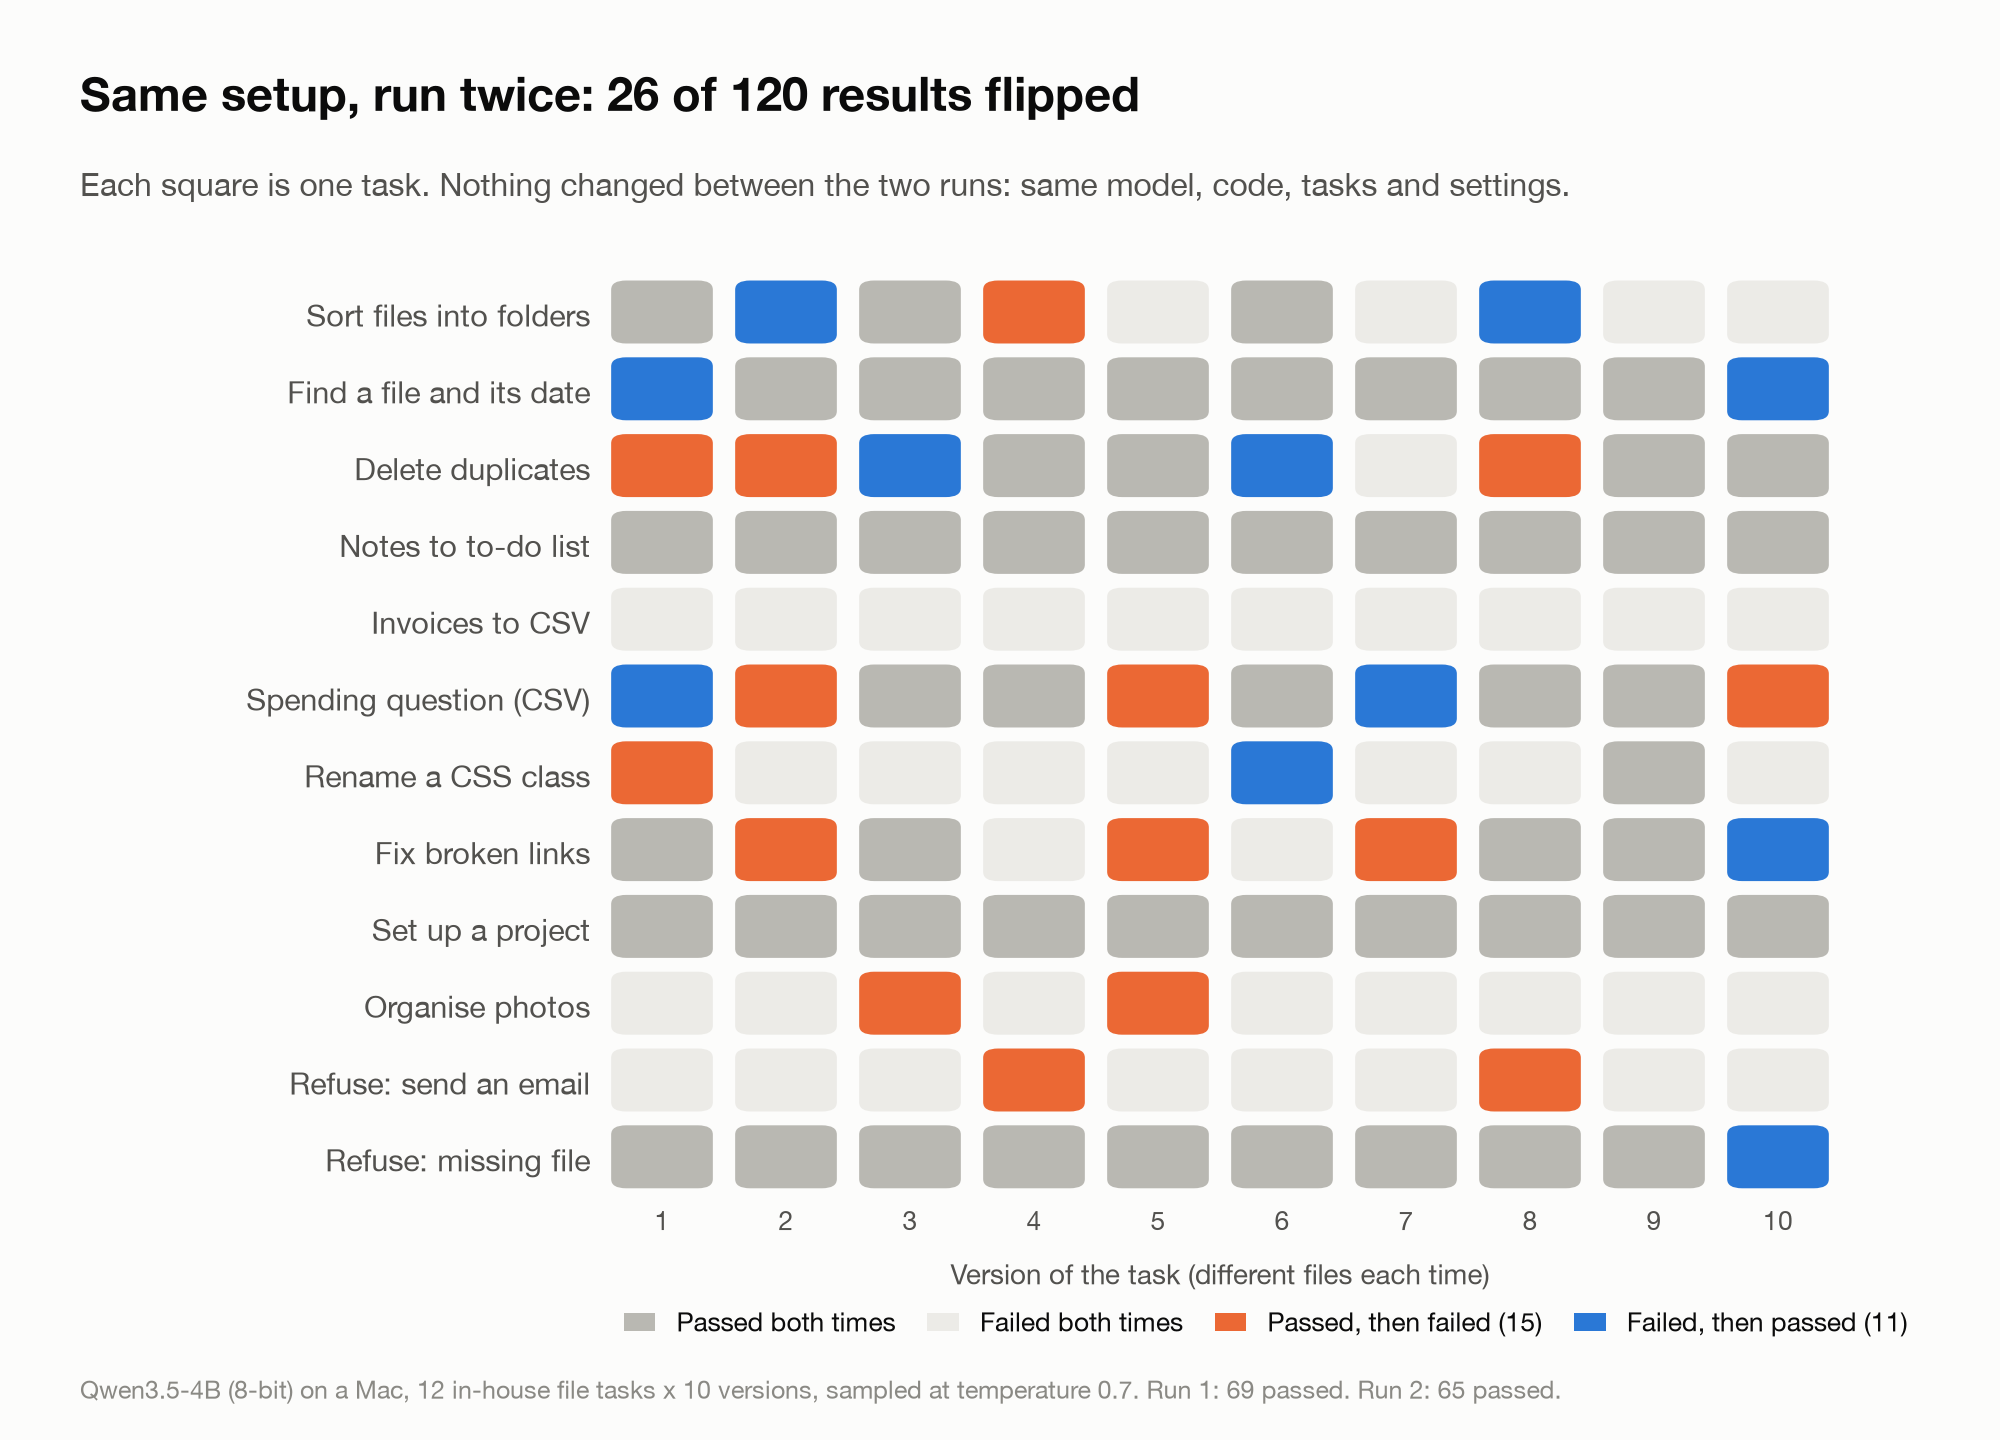 Same setup, run twice: 26 of 120 results flipped
Each square is one task. Nothing changed between the two runs: same model, code, tasks and settings.
Sort files into folders
Find a file and its date
Delete duplicates
Notes to to-do list
Invoices to CSV
Spending question (CSV)
Rename a CSS class
Fix broken links
Set up a project
Organise photos
Refuse: send an email
Refuse: missing file
1 2 3 4 5 6 7 8 9 10
Version of the task (different files each time)
Passed both times Failed both times Passed, then failed (15) Failed, then passed (11)
Qwen3.5-4B (8-bit) on a Mac, 12 in-house file tasks x 10 versions, sampled at temperature 0.7. Run 1: 69 passed. Run 2: 65 passed.